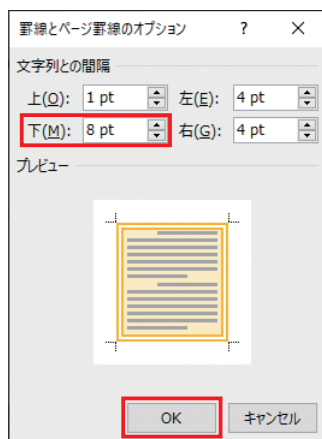 罫線とページ罫線のオプション ? ×
文字列との間隔
上(O): 1 pt 左(E): 4 pt
下(M): 8 pt 右(G): 4 pt
プレビュー
OK キャンセル